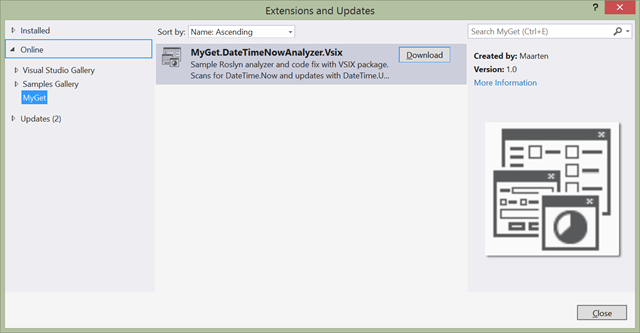 Extensions and Updates
? ×
Installed
Online
Visual Studio Gallery
Samples Gallery
MyGet
Updates (2)
Sort by: Name: Ascending
MyGet.DateTimeNowAnalyzer.Vsix
Download
Sample Roslyn analyzer and code fix with VSIX package.
Scans for DateTime.Now and updates with DateTime.U...
Search MyGet (Ctrl+E)
Created by: Maarten
Version: 1.0
More Information
Close